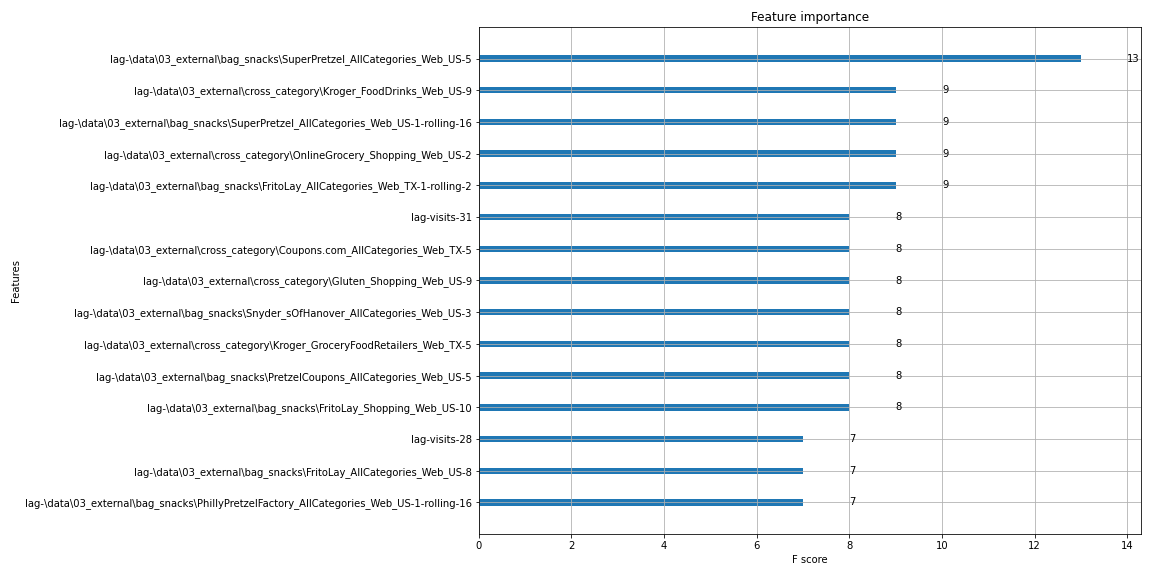 Feature importance
lag-\data\03_external\bag_snacks\SuperPretzel_AllCategories_Web_US-5 13
lag-\data\03_external\cross_category\Kroger_FoodDrinks_Web_US-9 9
lag-\data\03_external\bag_snacks\SuperPretzel_AllCategories_Web_US-1-rolling-16 9
lag-\data\03_external\cross_category\OnlineGrocery_Shopping_Web_US-2 9
lag-\data\03_external\bag_snacks\FritoLay_AllCategories_Web_TX-1-rolling-2 9
lag-visits-31 8
lag-\data\03_external\cross_category\Coupons.com_AllCategories_Web_TX-5 8
lag-\data\03_external\cross_category\Gluten_Shopping_Web_US-9 8
lag-\data\03_external\bag_snacks\Snyder_sOfHanover_AllCategories_Web_US-3 8
lag-\data\03_external\cross_category\Kroger_GroceryFoodRetailers_Web_TX-5 8
lag-\data\03_external\bag_snacks\PretzelCoupons_AllCategories_Web_US-5 8
lag-\data\03_external\bag_snacks\FritoLay_Shopping_Web_US-10 8
lag-visits-28 7
lag-\data\03_external\bag_snacks\FritoLay_AllCategories_Web_US-8 7
lag-\data\03_external\bag_snacks\PhillyPretzelFactory_AllCategories_Web_US-1-rolling-16 7
Features
0 2 4 6 8 10 12 14
F score